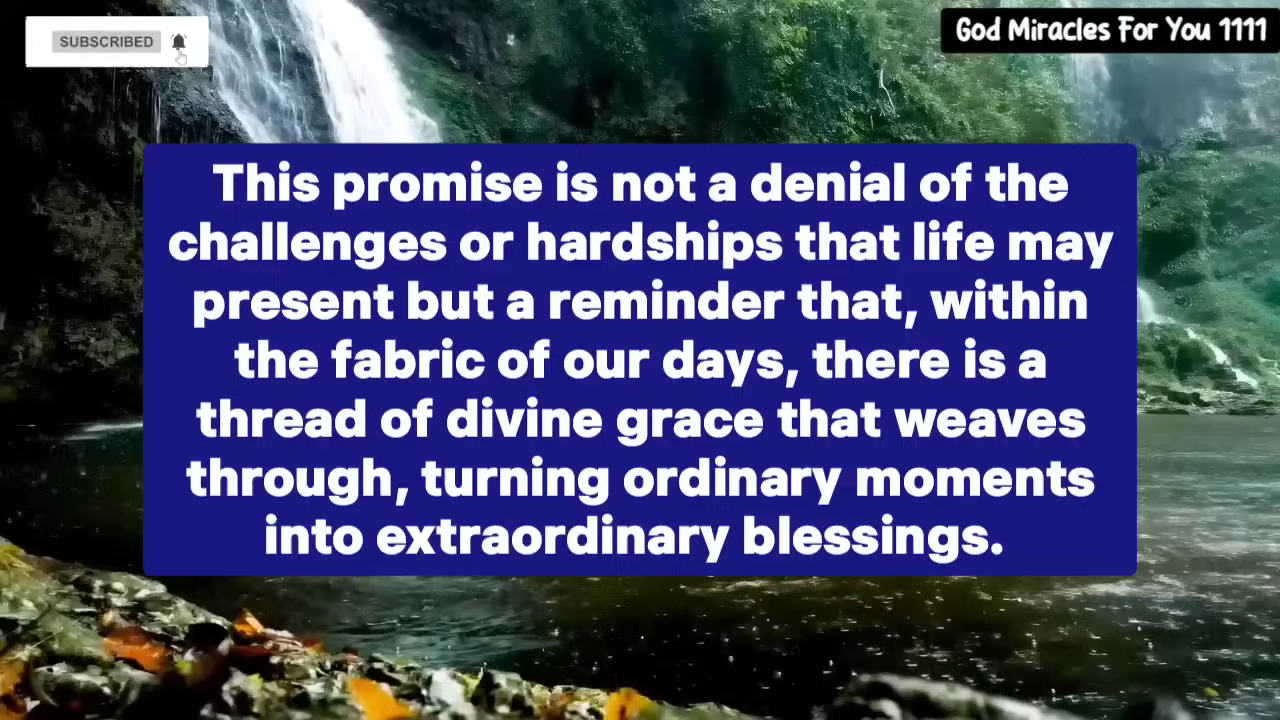 SUBSCRIBED
God Miracles For You 1111
This promise is not a denial of the
challenges or hardships that life may
present but a reminder that, within
the fabric of our days, there is a
thread of divine grace that weaves
through, turning ordinary moments
into extraordinary blessings.